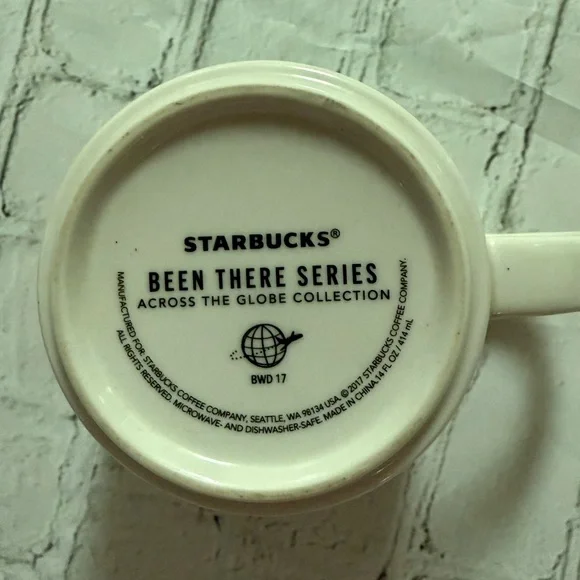 STARBUCKS®
BEEN THERE SERIES
ACROSS THE GLOBE COLLECTION
BWD 17
MANUFACTURED FOR: STARBUCKS COFFEE COMPANY, SEATTLE, WA 98134 USA. © 2017 STARBUCKS COFFEE COMPANY.
ALL RIGHTS RESERVED. MICROWAVE- AND DISHWASHER-SAFE. MADE IN CHINA. 14 FL OZ / 414 mL